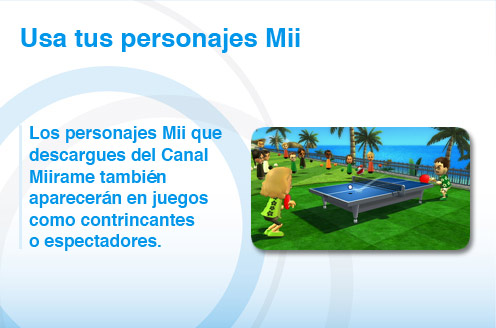 Usa tus personajes Mii
Los personajes Mii que
descargues del Canal
Miirame también
aparecerán en juegos
como contrincantes
o espectadores.